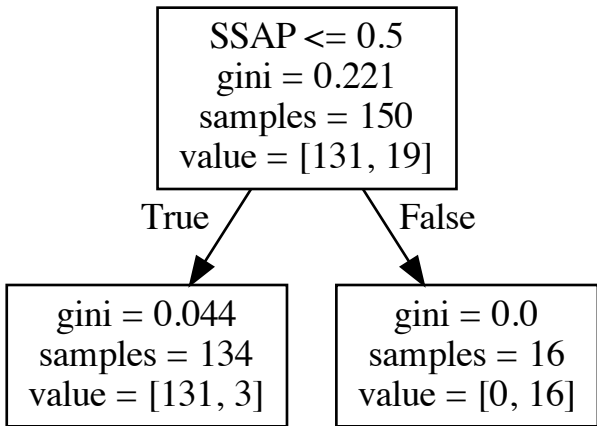 SSAP <= 0.5
gini = 0.221
samples = 150
value = [131, 19]
True
False
gini = 0.044
samples = 134
value = [131, 3]
gini = 0.0
samples = 16
value = [0, 16]